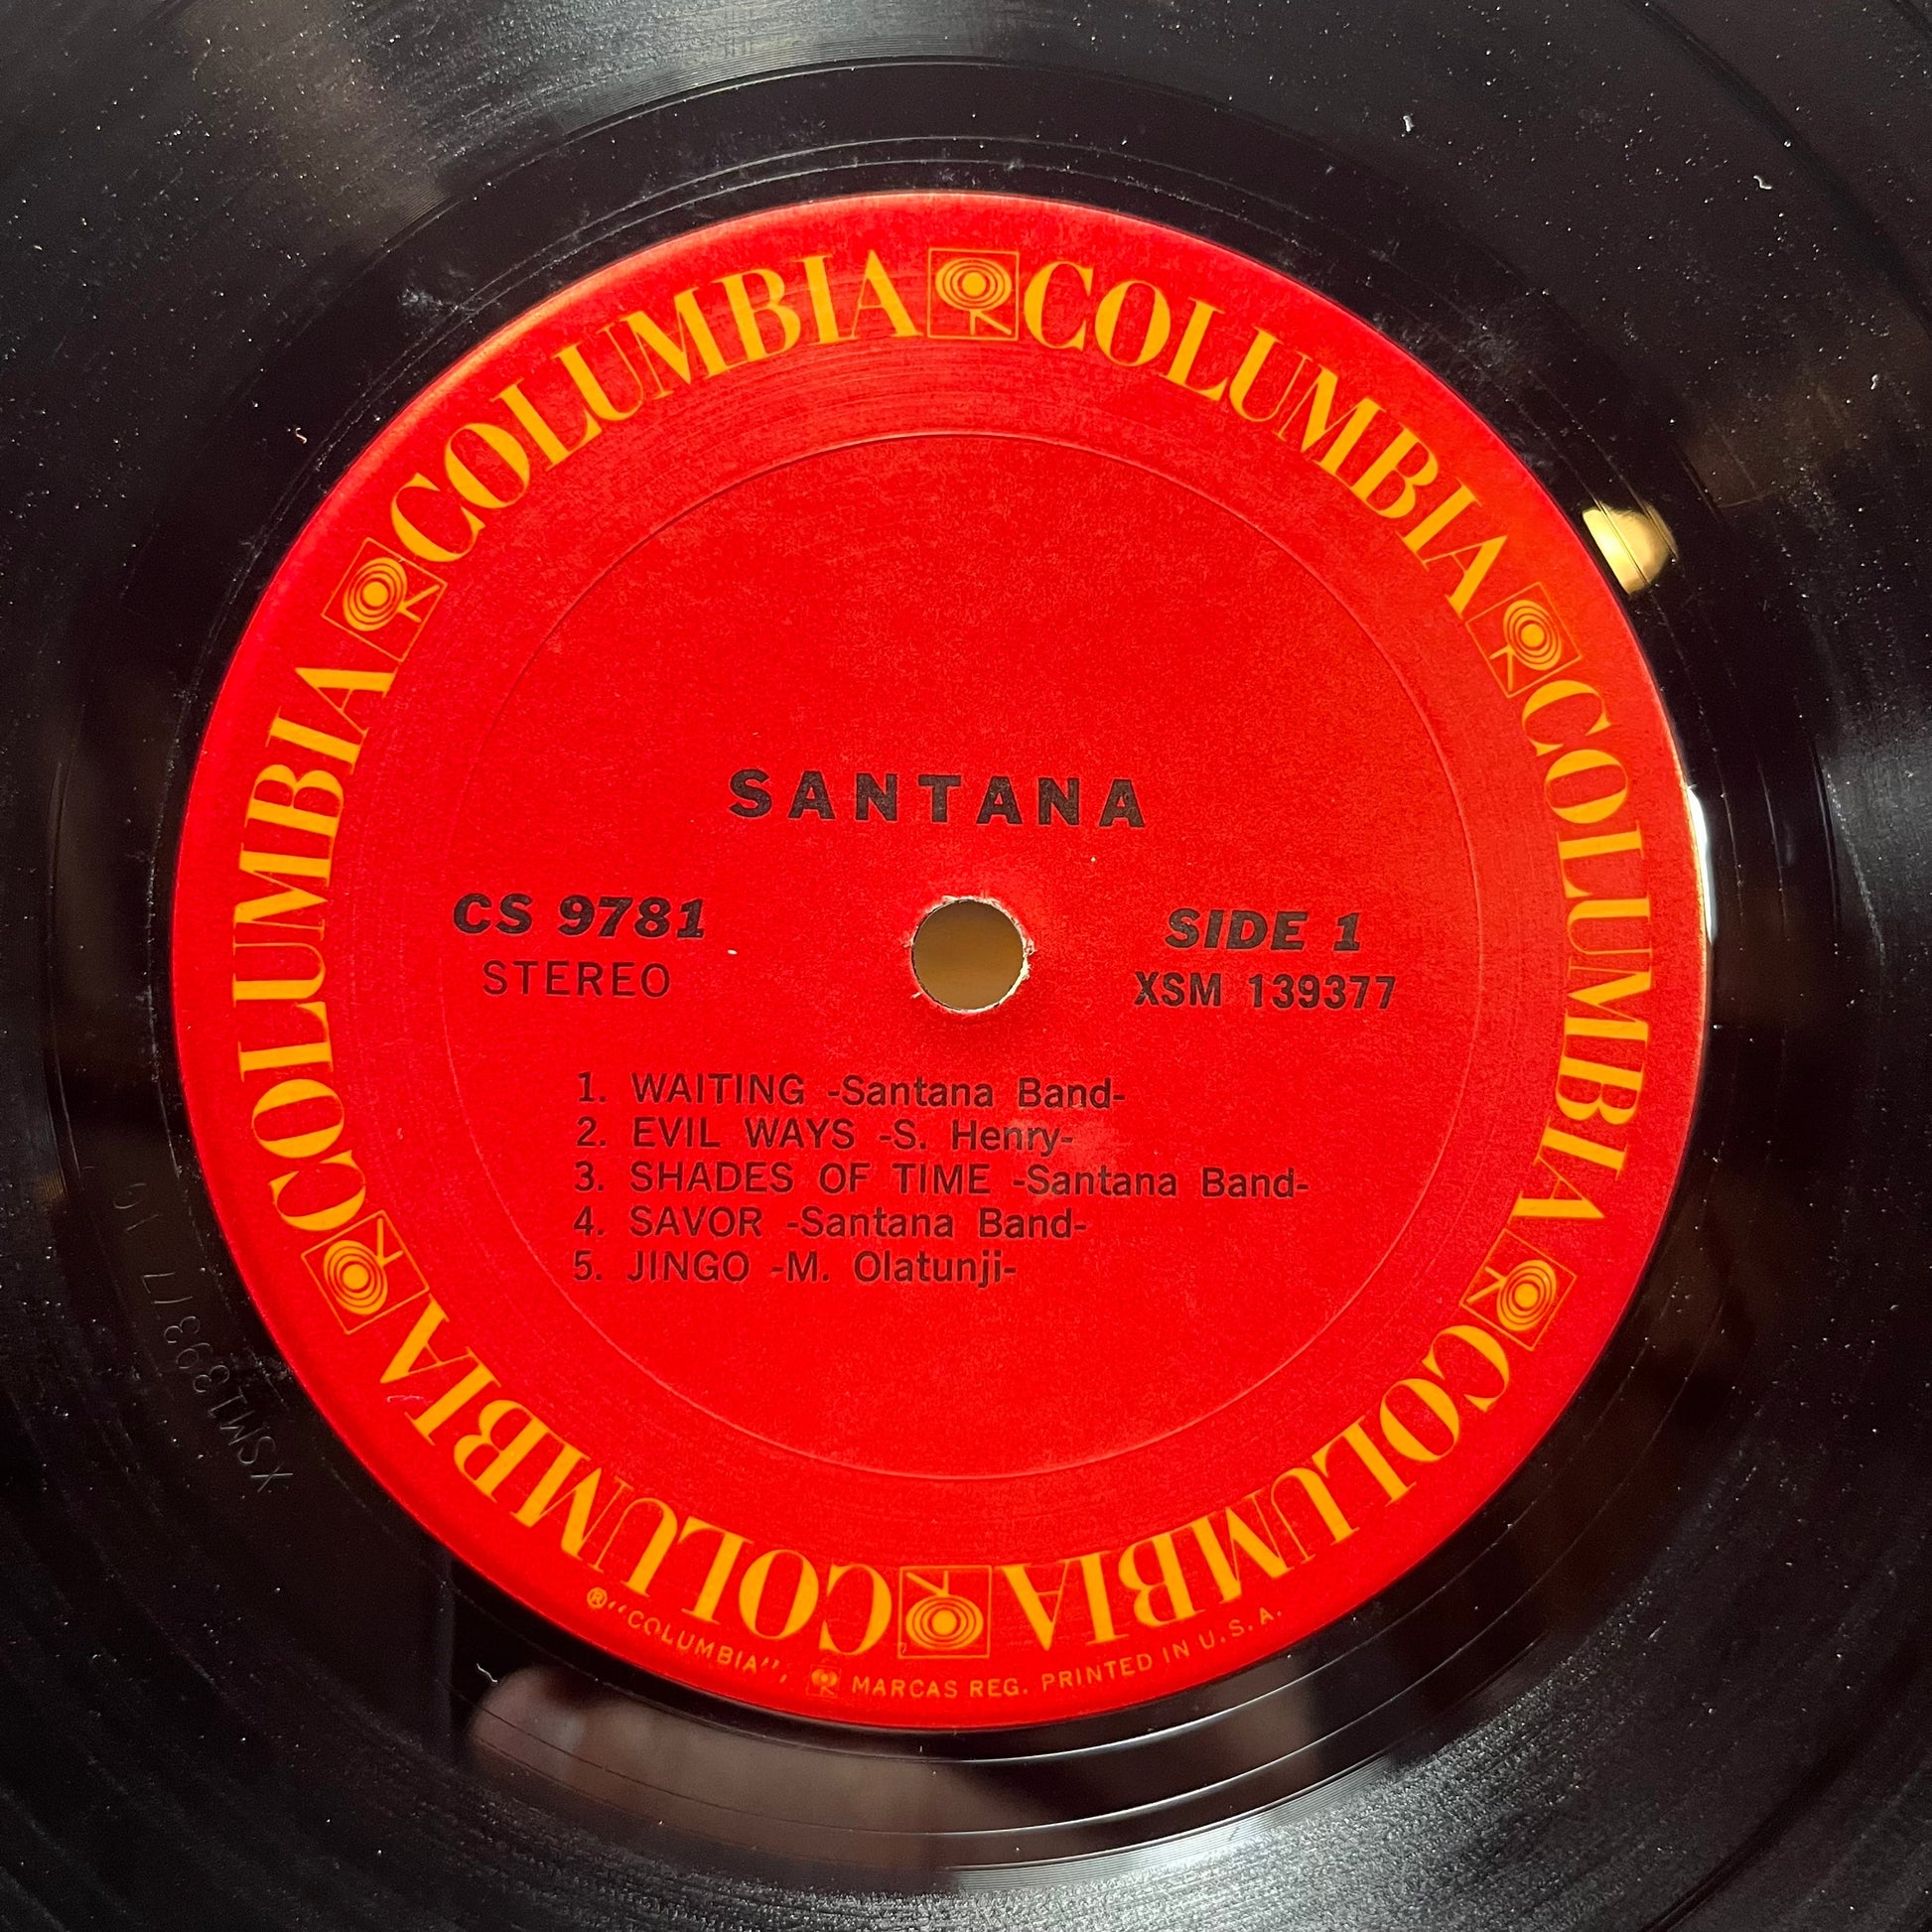 COLUMBIA COLUMBIA COLUMBIA COLUMBIA COLUMBIA COLUMBIA
SANTANA
CS 9781
STEREO
SIDE 1
XSM 139377
1. WAITING -Santana Band-
2. EVIL WAYS -S. Henry-
3. SHADES OF TIME -Santana Band-
4. SAVOR -Santana Band-
5. JINGO -M. Olatunji-
® "COLUMBIA", MARCAS REG. PRINTED IN U.S.A.
XSM139377